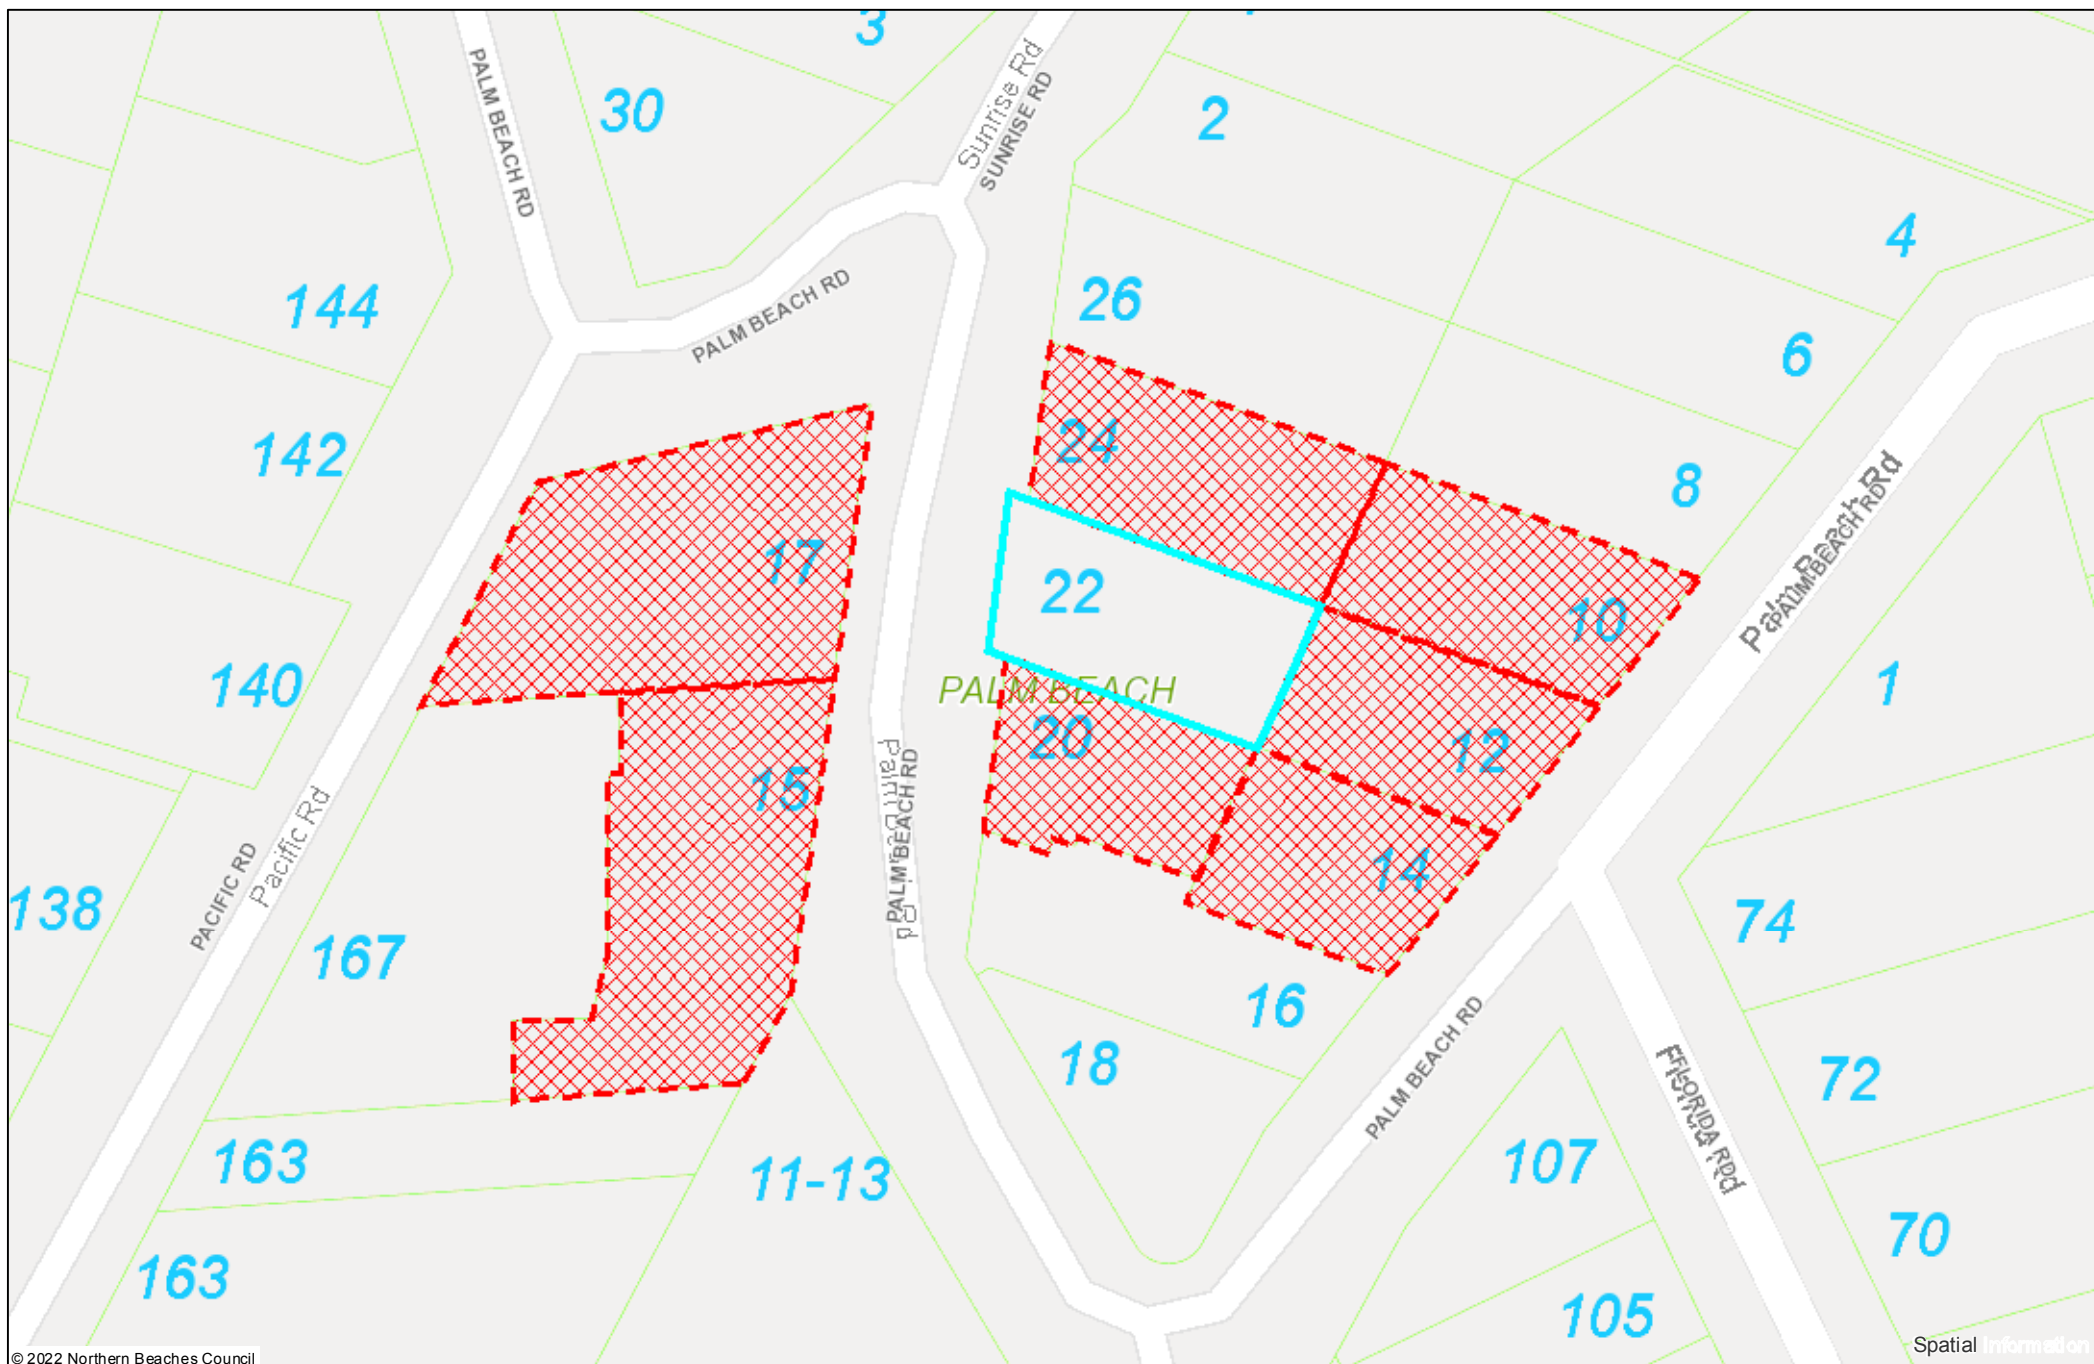 3
30
PALM BEACH RD
Sunrise Rd
SUNRISE RD
2
4
144
26
PALM BEACH RD
6
142
24
8
Palm Beach Rd
PALM BEACH RD
17
22
10
140
PALM BEACH
1
20
12
15
Palm Beach Rd
PALM BEACH RD
Pacific Rd
PACIFIC RD
14
138
167
74
16
18
PALM BEACH RD
72
Florida Rd
FLORIDA RD
163
11-13
107
70
163
105
Spatial Information
© 2022 Northern Beaches Council